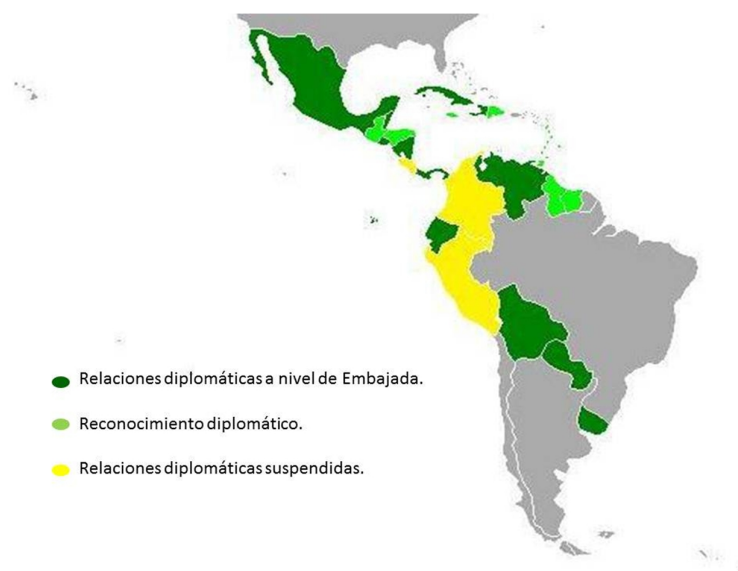 Relaciones diplomáticas a nivel de Embajada.
Reconocimiento diplomático.
Relaciones diplomáticas suspendidas.